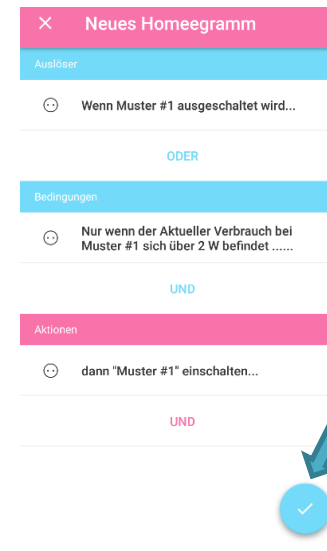 Neues Homeegramm
Auslöser
Wenn Muster #1 ausgeschaltet wird...
ODER
Bedingungen
Nur wenn der Aktueller Verbrauch bei
Muster #1 sich über 2 W befindet ......
UND
Aktionen
dann "Muster #1" einschalten...
UND